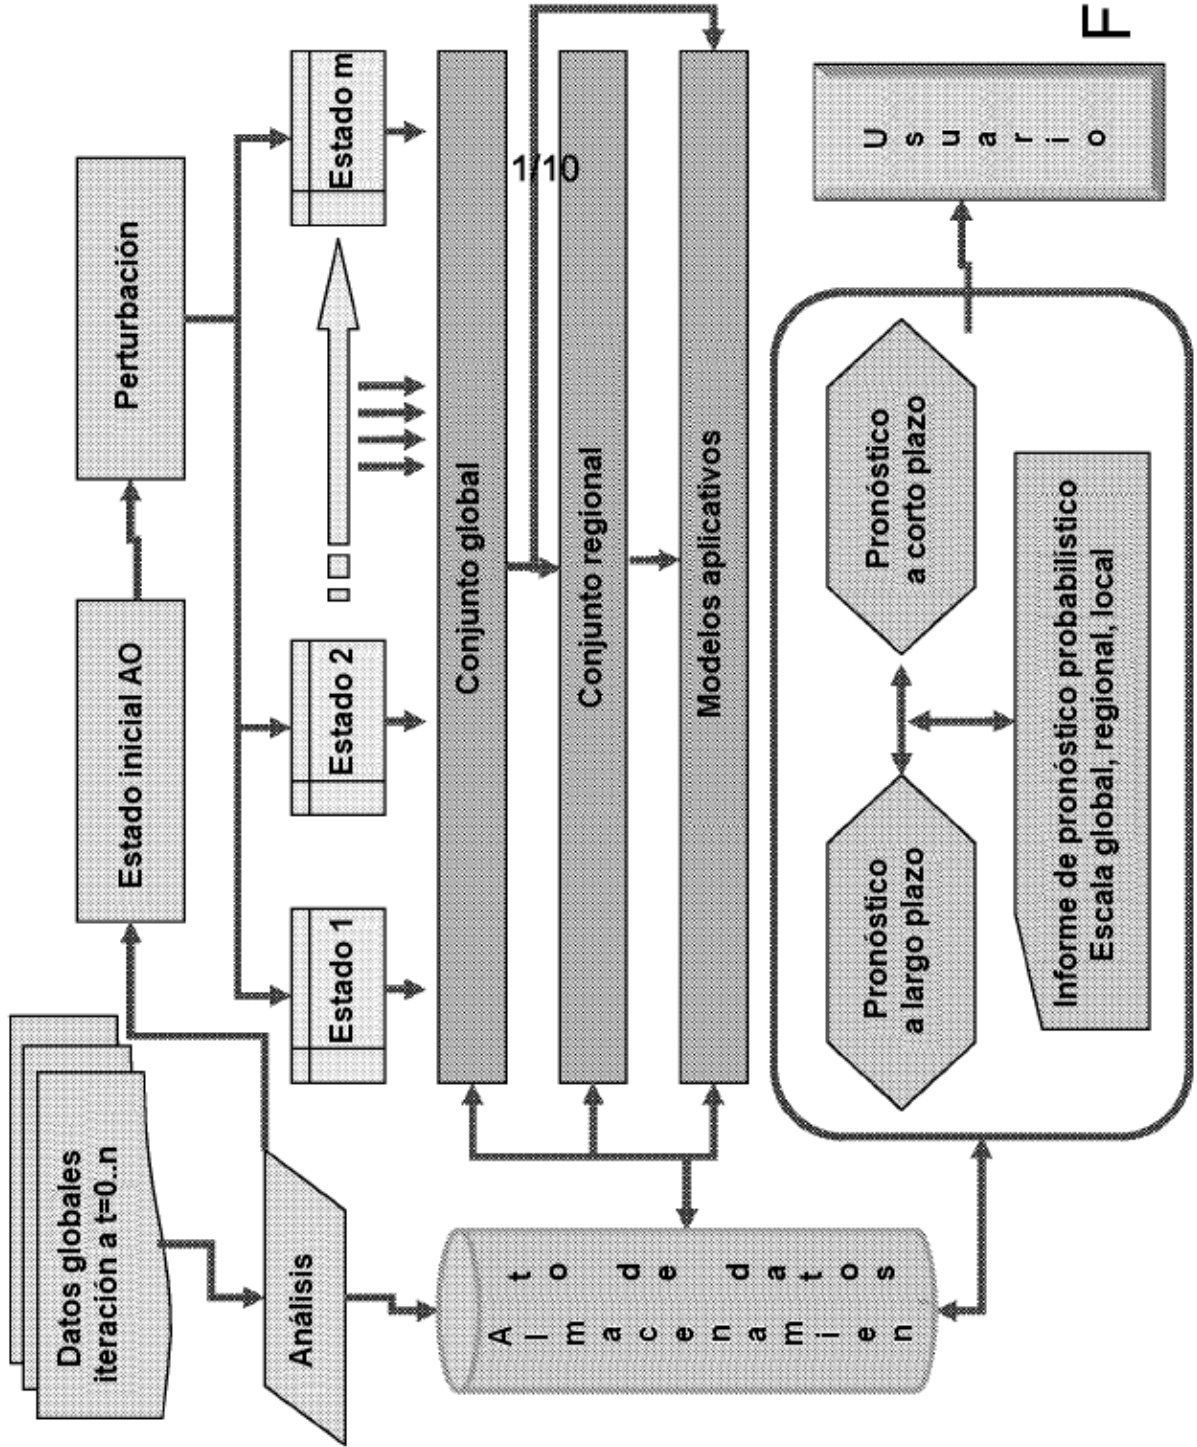 Datos globales
iteración a t=0..n
Estado inicial AO
Perturbación
Análisis
Estado 1
Estado 2
Estado m
Conjunto global
1/10
Conjunto regional
Modelos aplicativos
Almacenamien
to de datos
Pronóstico
a largo plazo
Pronóstico
a corto plazo
Informe de pronóstico probabilístico
Escala global, regional, local
Usuario
F